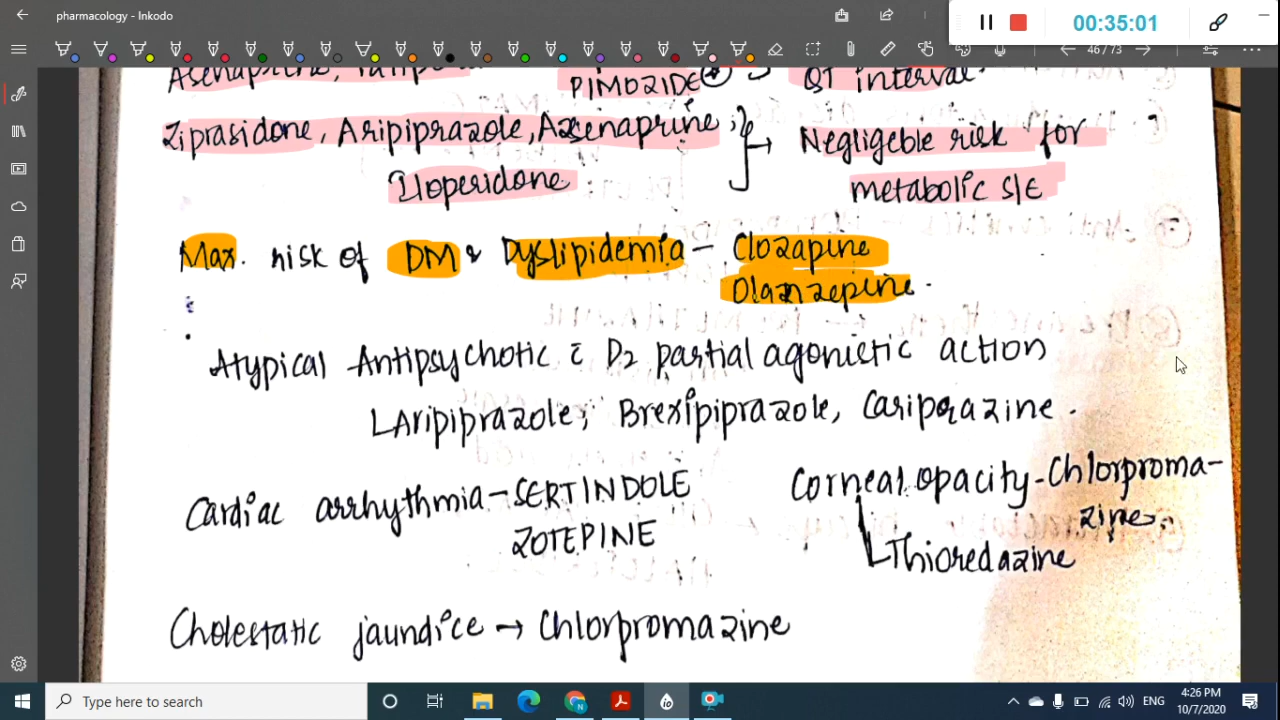 pharmacology - Inkodo
00:35:01
46 / 73
Asenaprine,
PIMOZIDE
QT interval.
Ziprasidone, Aripiprazole, Azsenaprine,
Iloperidone
Negligeble risk for
metabolic S/E
Max. risk of DM & Dyslipidemia - Clozapine
Olanzepine.
Atypical Antipsychotic c̄ D2 partial agonistic action
Aripiprazole, Brexipiprazole, Cariprazine.
Cardiac arrhythmia - SERTINDOLE
ZOTEPINE
Corneal opacity - Chlorproma-
zine.
Thioredazine
Cholestatic jaundice → Chlorpromazine
Type here to search
ENG
4:26 PM
10/7/2020